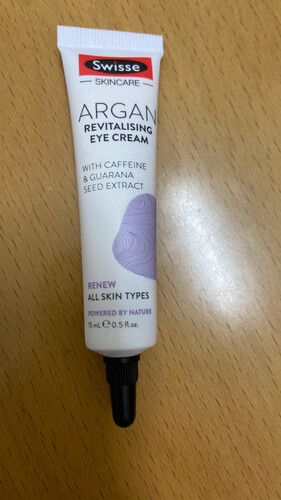 Swisse
SKINCARE
ARGAN
REVITALISING
EYE CREAM
WITH CAFFEINE
& GUARANA
SEED EXTRACT
RENEW
ALL SKIN TYPES
POWERED BY NATURE
15 mL ℮ 0.5 fl.oz.